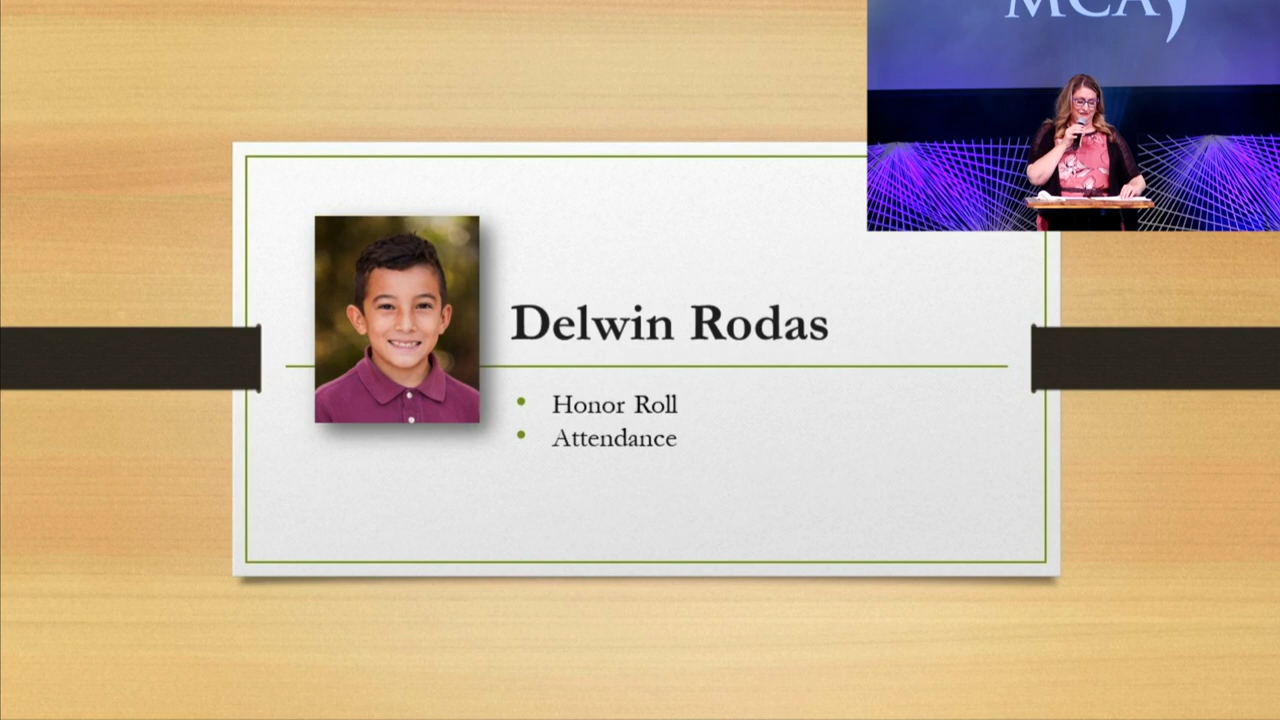 MCA
Delwin Rodas
• Honor Roll
• Attendance